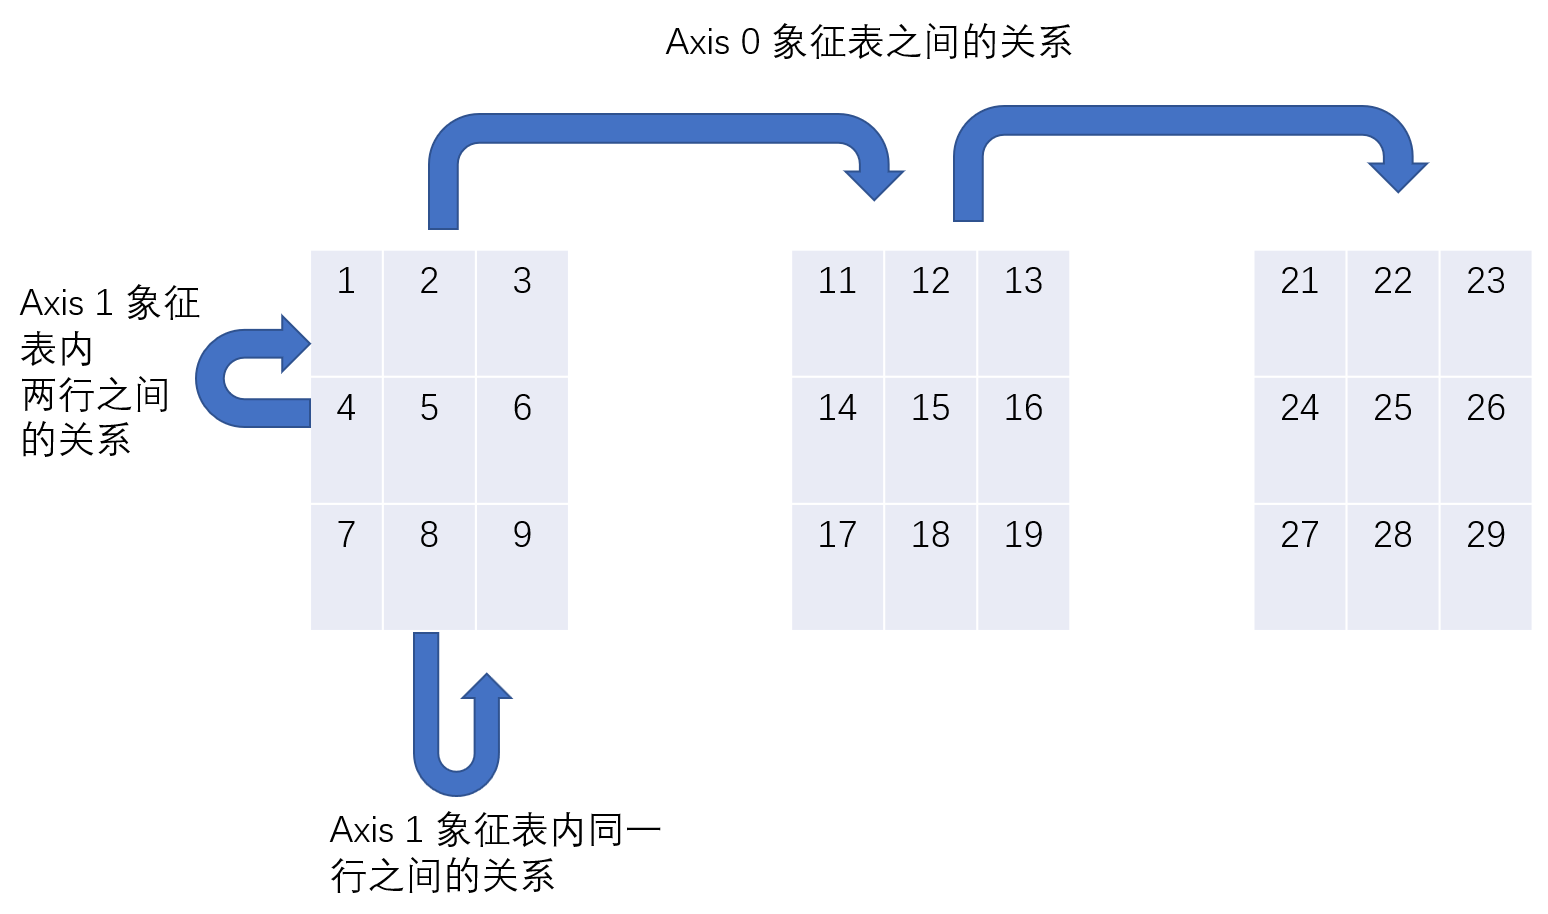 Axis 0 象征表之间的关系
Axis 1 象征
表内
两行之间
的关系
1 2 3
4 5 6
7 8 9
11 12 13
14 15 16
17 18 19
21 22 23
24 25 26
27 28 29
Axis 1 象征表内同一
行之间的关系